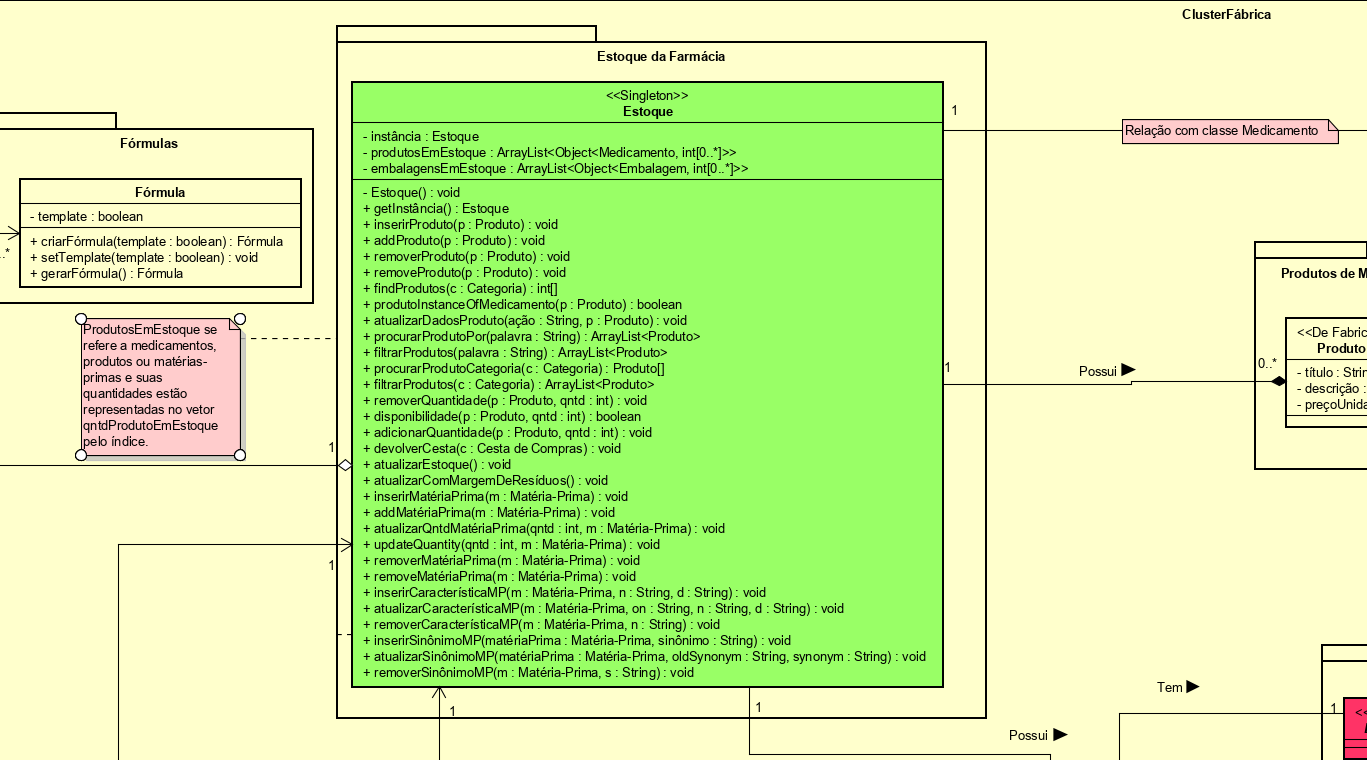 ClusterFábrica
Estoque da Farmácia
<<Singleton>>
Estoque
- instância : Estoque
- produtosEmEstoque : ArrayList<Object<Medicamento, int[0..*]>>
- embalagensEmEstoque : ArrayList<Object<Embalagem, int[0..*]>>
- Estoque() : void
+ getInstância() : Estoque
+ inserirProduto(p : Produto) : void
+ addProduto(p : Produto) : void
+ removerProduto(p : Produto) : void
+ removeProduto(p : Produto) : void
+ findProdutos(c : Categoria) : int[]
+ produtoInstanceOfMedicamento(p : Produto) : boolean
+ atualizarDadosProduto(ação : String, p : Produto) : void
+ procurarProdutoPor(palavra : String) : ArrayList<Produto>
+ filtrarProdutos(palavra : String) : ArrayList<Produto>
+ procurarProdutoCategoria(c : Categoria) : Produto[]
+ filtrarProdutos(c : Categoria) : ArrayList<Produto>
+ removerQuantidade(p : Produto, qntd : int) : void
+ disponibilidade(p : Produto, qntd : int) : boolean
+ adicionarQuantidade(p : Produto, qntd : int) : void
+ devolverCesta(c : Cesta de Compras) : void
+ atualizarEstoque() : void
+ atualizarComMargemDeResíduos() : void
+ inserirMatériaPrima(m : Matéria-Prima) : void
+ addMatériaPrima(m : Matéria-Prima) : void
+ atualizarQntdMatériaPrima(qntd : int, m : Matéria-Prima) : void
+ updateQuantity(qntd : int, m : Matéria-Prima) : void
+ removerMatériaPrima(m : Matéria-Prima) : void
+ removeMatériaPrima(m : Matéria-Prima) : void
+ inserirCaracterísticaMP(m : Matéria-Prima, n : String, d : String) : void
+ atualizarCaracterísticaMP(m : Matéria-Prima, on : String, n : String, d : String) : void
+ removerCaracterísticaMP(m : Matéria-Prima, n : String) : void
+ inserirSinônimoMP(matériaPrima : Matéria-Prima, sinônimo : String) : void
+ atualizarSinônimoMP(matériaPrima : Matéria-Prima, oldSynonym : String, synonym : String) : void
+ removerSinônimoMP(m : Matéria-Prima, s : String) : void
Fórmulas
Fórmula
- template : boolean
+ criarFórmula(template : boolean) : Fórmula
+ setTemplate(template : boolean) : void
+ gerarFórmula() : Fórmula
..*
ProdutosEmEstoque se
refere a medicamentos,
produtos ou matérias-
primas e suas
quantidades estão
representadas no vetor
qntdProdutoEmEstoque
pelo índice.
1
1
1
1
1
Relação com classe Medicamento
1
Possui
0..*
Produtos de M
<<De Fabric
Produto
- título : Strin
- descrição :
- preçoUnida
Tem
1
<<
Possui